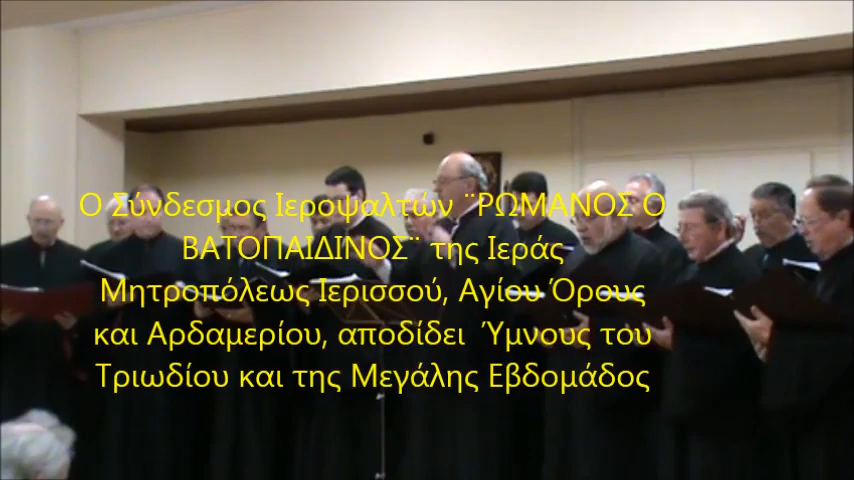 Ο Σύνδεσμος Ιεροψαλτών ¨ΡΩΜΑΝΟΣ Ο
ΒΑΤΟΠΑΙΔΙΝΟΣ¨ της Ιεράς
Μητροπόλεως Ιερισσού, Αγίου Όρους
και Αρδαμερίου, αποδίδει Ύμνους του
Τριωδίου και της Μεγάλης Εβδομάδος